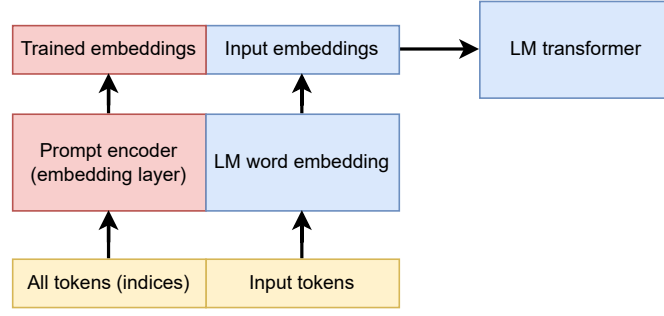 Trained embeddings
Input embeddings
LM transformer
Prompt encoder
(embedding layer)
LM word embedding
All tokens (indices)
Input tokens